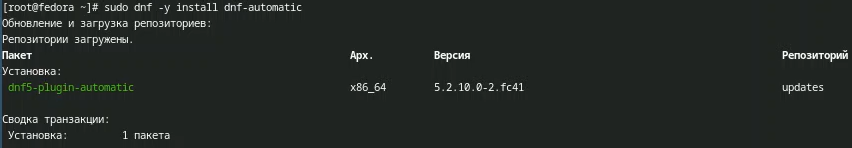 [root@fedora ~]# sudo dnf -y install dnf-automatic
Обновление и загрузка репозиториев:
Репозитории загружены.
Пакет Арх. Версия Репозиторий
Установка:
dnf5-plugin-automatic x86_64 5.2.10.0-2.fc41 updates
Сводка транзакции:
Установка: 1 пакета